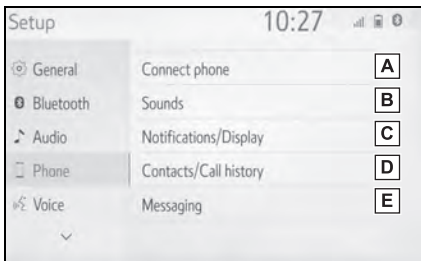 Setup 10:27
General
Bluetooth
Audio
Phone
Voice
Connect phone A
Sounds B
Notifications/Display C
Contacts/Call history D
Messaging E